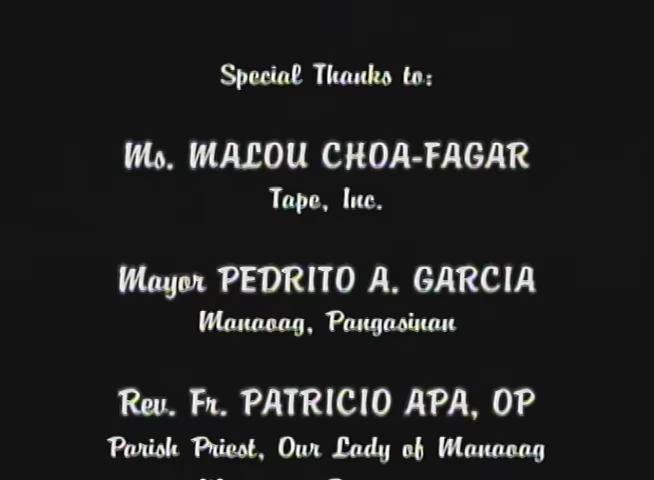 Special Thanks to:
Ms. MALOU CHOA-FAGAR
Tape, Inc.
Mayor PEDRITO A. GARCIA
Manaoag, Pangasinan
Rev. Fr. PATRICIO APA, OP
Parish Priest, Our Lady of Manaoag